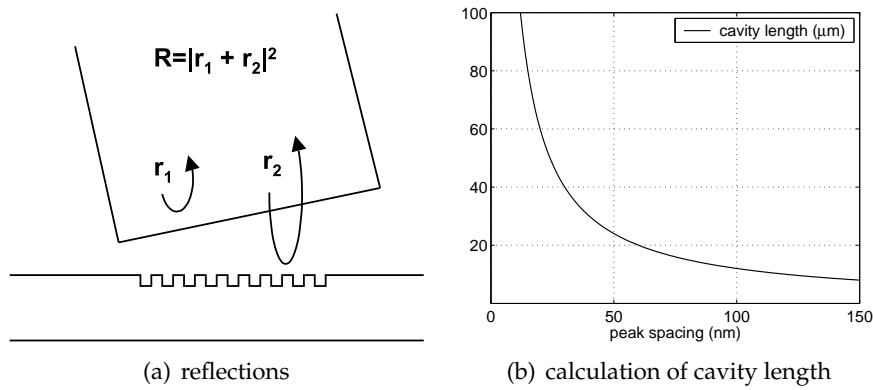 R=|r₁ + r₂|²
r₁
r₂
(a) reflections
cavity length (μm)
100
80
60
40
20
0
50
100
150
peak spacing (nm)
(b) calculation of cavity length